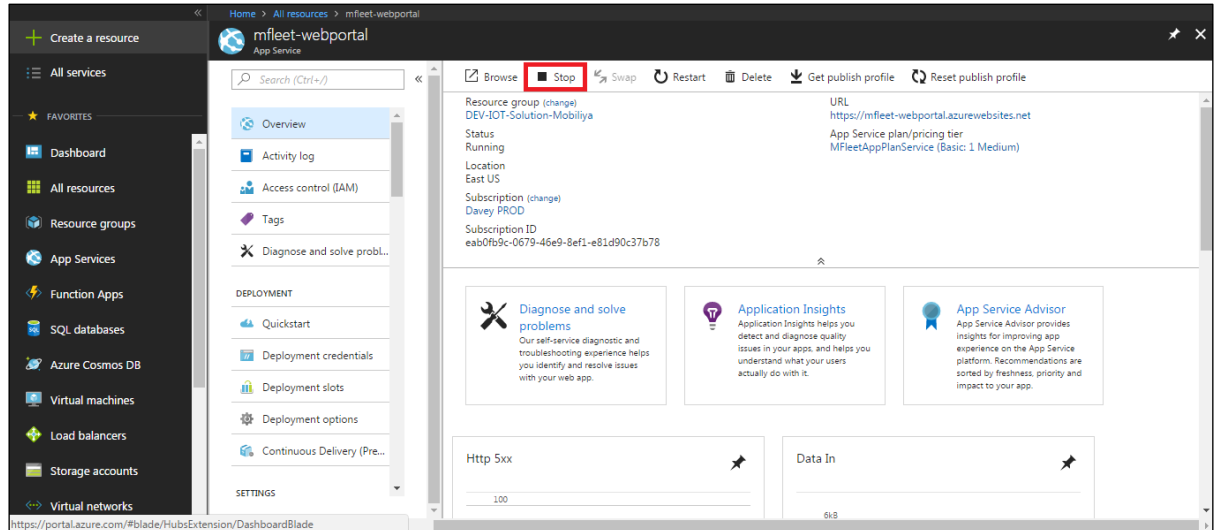 «
Create a resource
All services
FAVORITES
Dashboard
All resources
Resource groups
App Services
Function Apps
SQL databases
Azure Cosmos DB
Virtual machines
Load balancers
Storage accounts
Virtual networks
https://portal.azure.com/#blade/HubsExtension/DashboardBlade
Home > All resources > mfleet-webportal
mfleet-webportal
App Service
Search (Ctrl+/)
«
Overview
Activity log
Access control (IAM)
Tags
Diagnose and solve probl...
DEPLOYMENT
Quickstart
Deployment credentials
Deployment slots
Deployment options
Continuous Delivery (Pre...
SETTINGS
Browse Stop Swap Restart Delete Get publish profile Reset publish profile
Resource group (change)
DEV-IOT-Solution-Mobiliya
Status
Running
Location
East US
Subscription (change)
Davey PROD
Subscription ID
eab0fb9c-0679-46e9-8ef1-e81d90c37b78
URL
https://mfleet-webportal.azurewebsites.net
App Service plan/pricing tier
MFleetAppPlanService (Basic: 1 Medium)
Diagnose and solve
problems
Our self-service diagnostic and
troubleshooting experience helps
you identify and resolve issues
with your web app.
Application Insights
Application Insights helps you
detect and diagnose quality
issues in your apps, and helps you
understand what your users
actually do with it.
App Service Advisor
App Service Advisor provides
insights for improving app
experience on the App Service
platform. Recommendations are
sorted by freshness, priority and
impact to your app.
Http 5xx
100
Data In
6kB